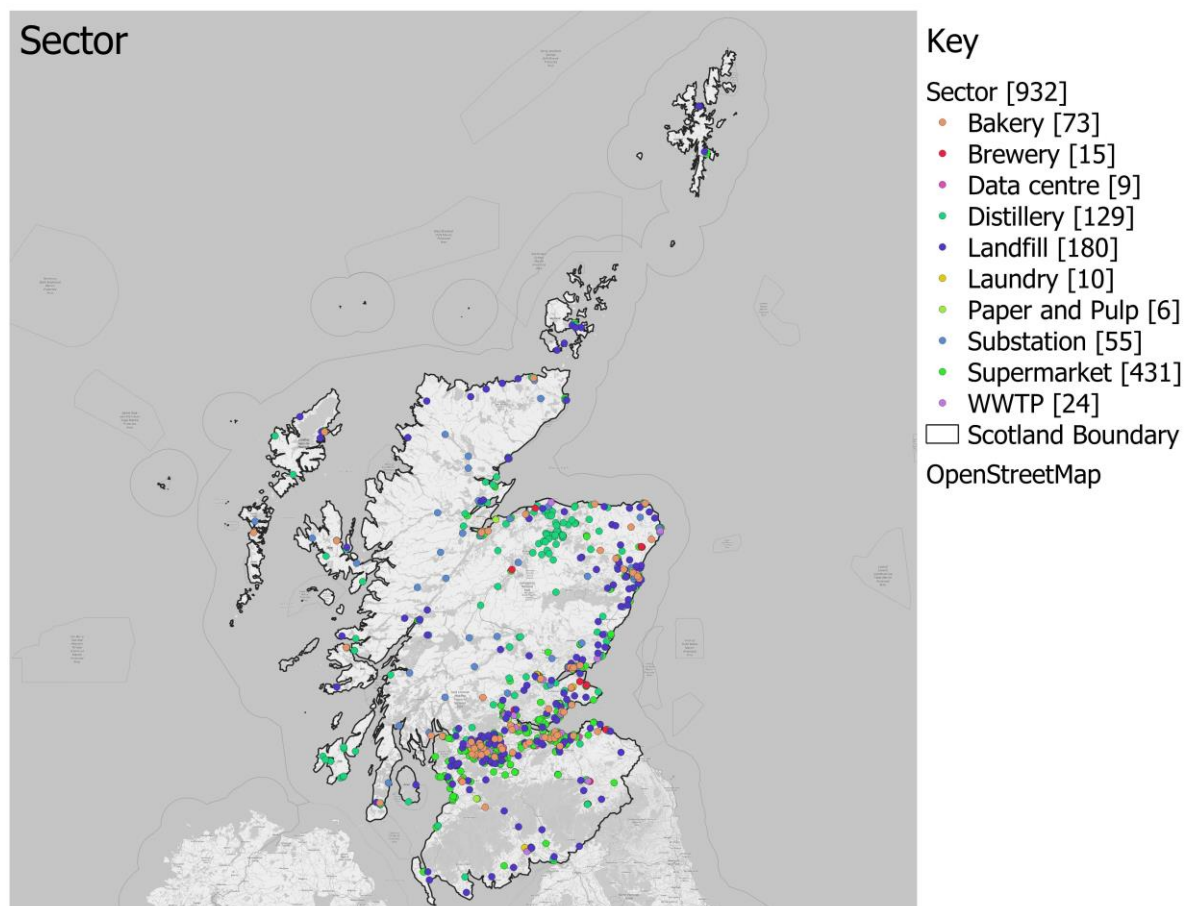 Sector
Key
Sector [932]
Bakery [73]
Brewery [15]
Data centre [9]
Distillery [129]
Landfill [180]
Laundry [10]
Paper and Pulp [6]
Substation [55]
Supermarket [431]
WWTP [24]
Scotland Boundary
OpenStreetMap